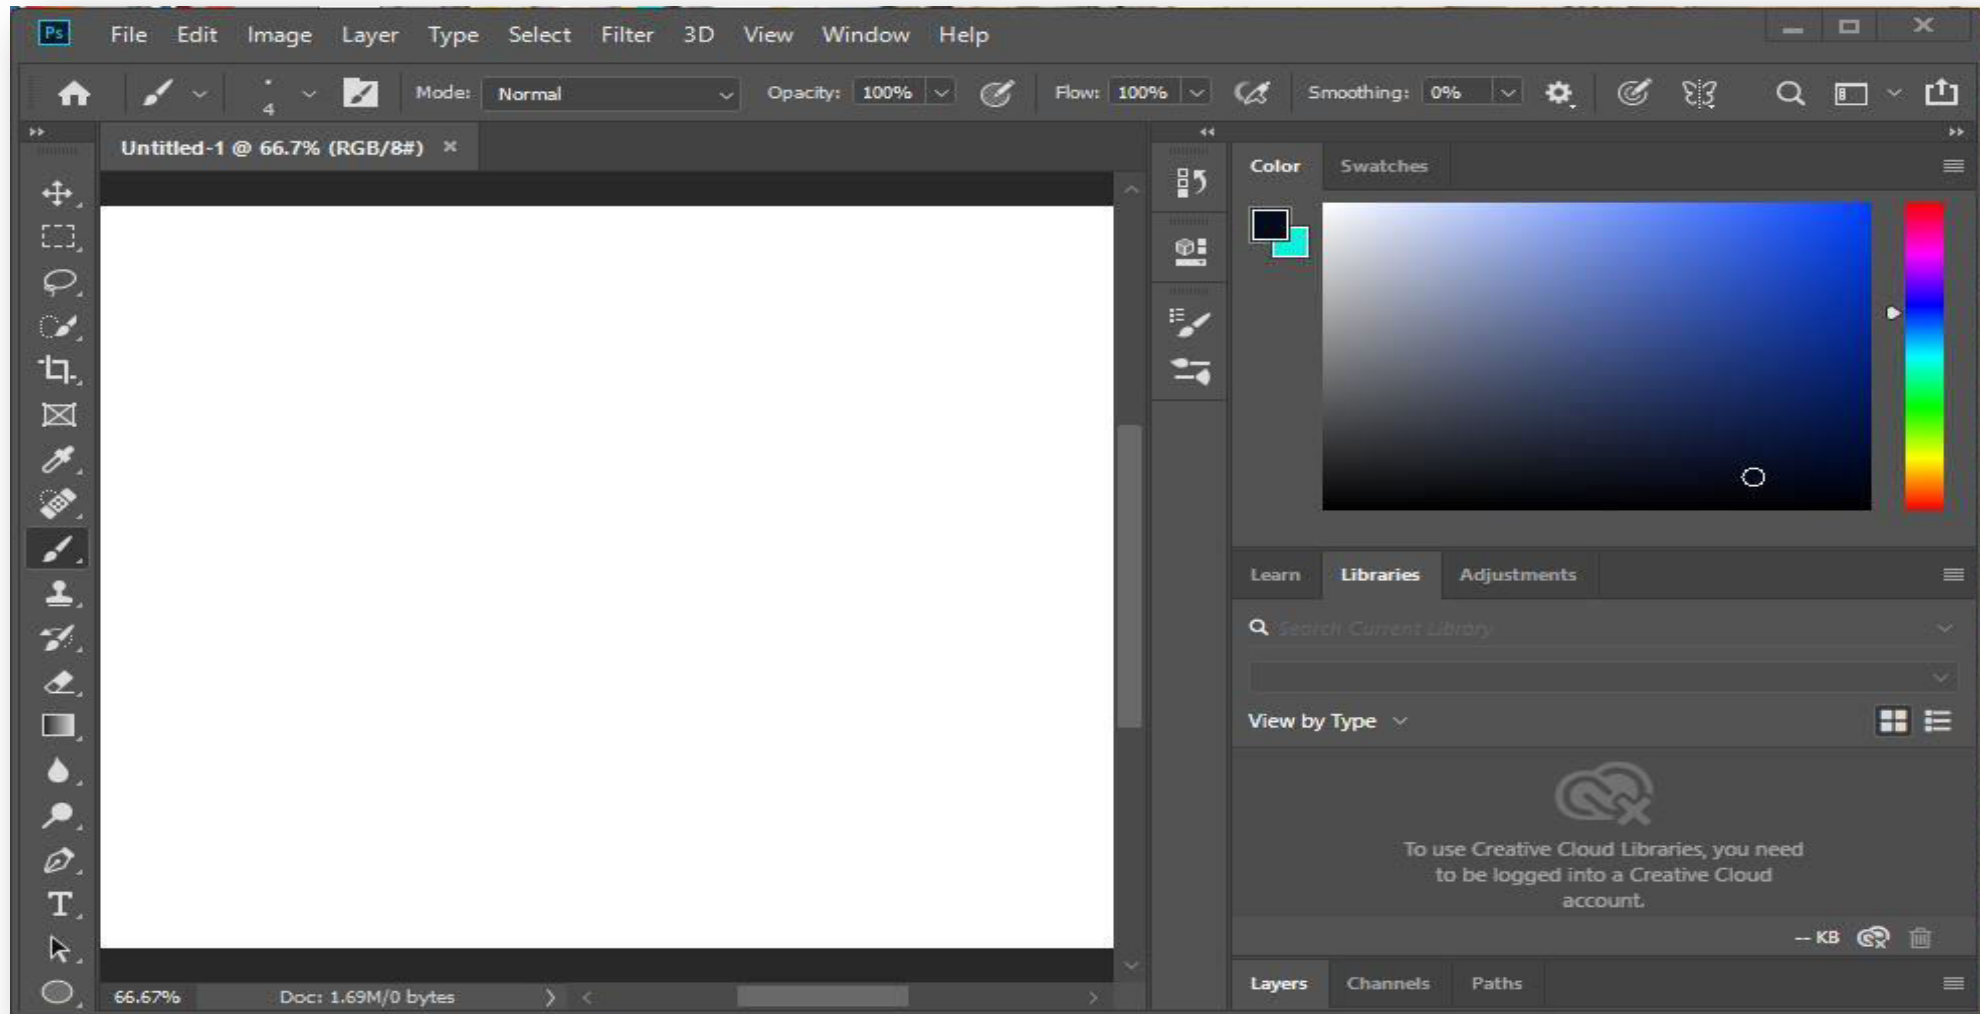 Ps File Edit Image Layer Type Select Filter 3D View Window Help
4 Mode: Normal Opacity: 100% Flow: 100% Smoothing: 0%
Untitled-1 @ 66.7% (RGB/8#) ×
Color Swatches
Learn Libraries Adjustments
Search Current Library
View by Type
To use Creative Cloud Libraries, you need
to be logged into a Creative Cloud
account.
-- KB
Layers Channels Paths
66.67% Doc: 1.69M/0 bytes
T